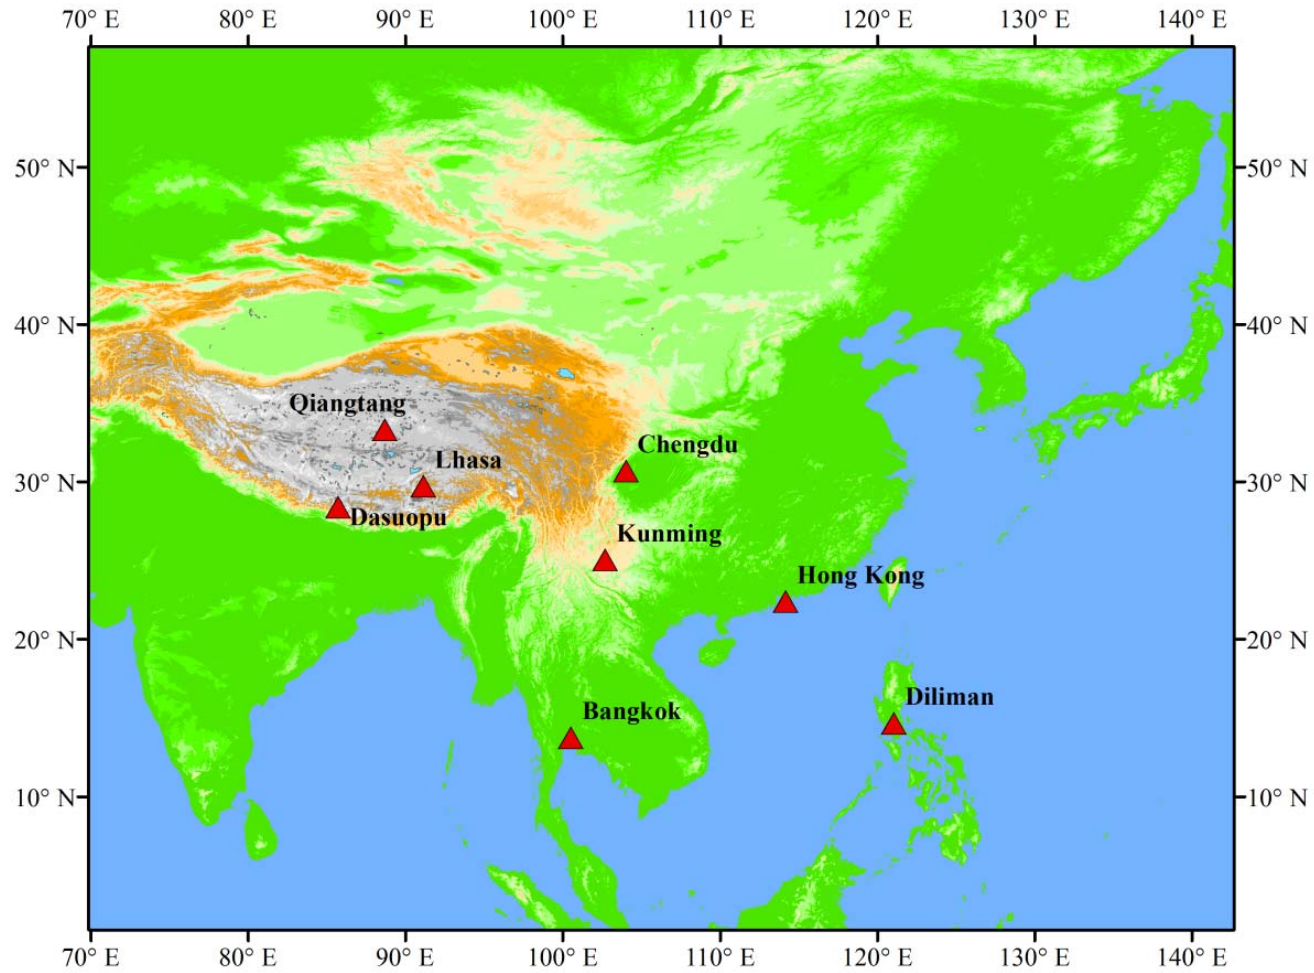 70° E 80° E 90° E 100° E 110° E 120° E 130° E 140° E
50° N 50° N
40° N 40° N
Qiangtang
Chengdu
Lhasa
30° N 30° N
Dasuopu
Kunming
Hong Kong
20° N 20° N
Diliman
Bangkok
10° N 10° N
70° E 80° E 90° E 100° E 110° E 120° E 130° E 140° E